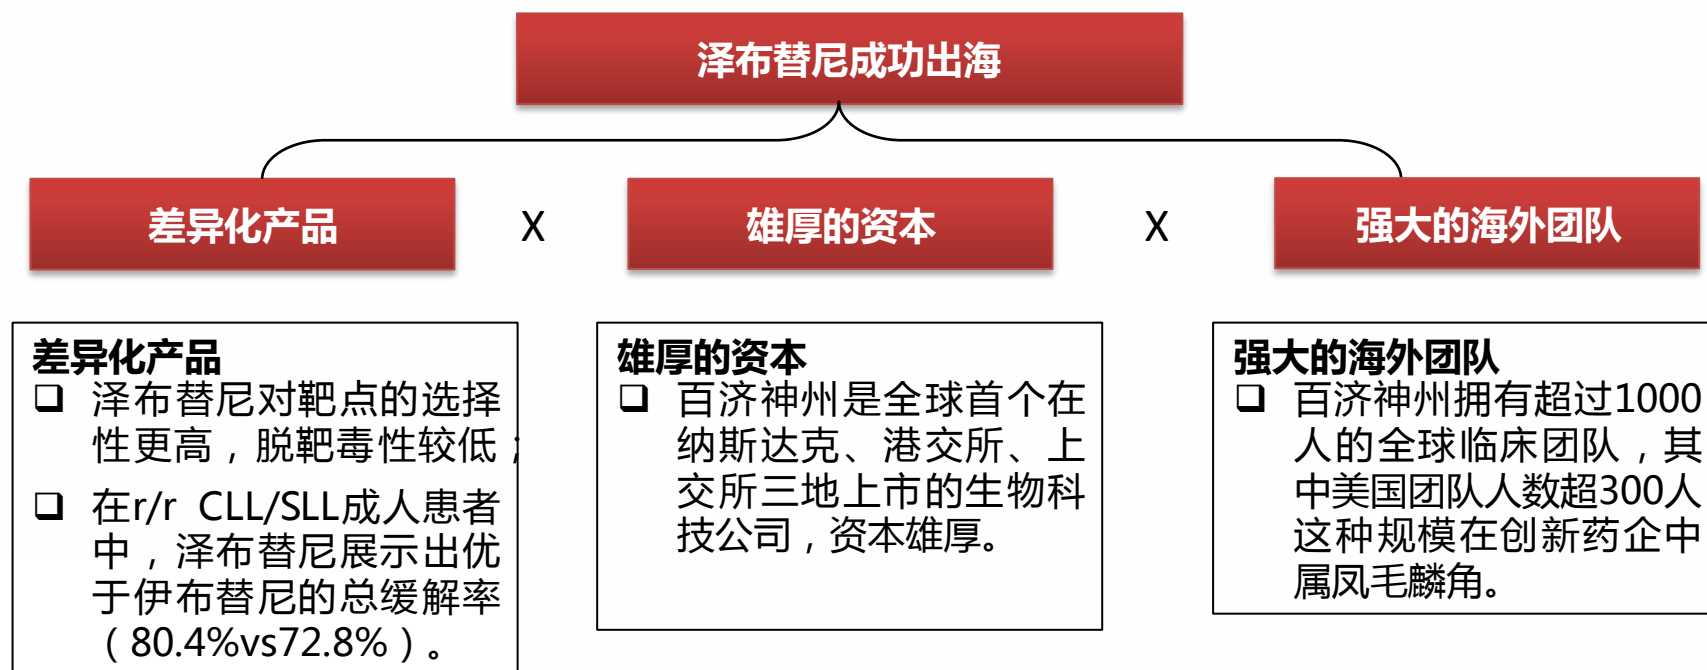 泽布替尼成功出海
差异化产品
X
雄厚的资本
X
强大的海外团队
差异化产品
❑ 泽布替尼对靶点的选择
性更高，脱靶毒性较低；
❑ 在r/r CLL/SLL成人患者
中，泽布替尼展示出优
于伊布替尼的总缓解率
（80.4%vs72.8%）。
雄厚的资本
❑ 百济神州是全球首个在
纳斯达克、港交所、上
交所三地上市的生物科
技公司，资本雄厚。
强大的海外团队
❑ 百济神州拥有超过1000
人的全球临床团队，其
中美国团队人数超300人
这种规模在创新药企中
属凤毛麟角。